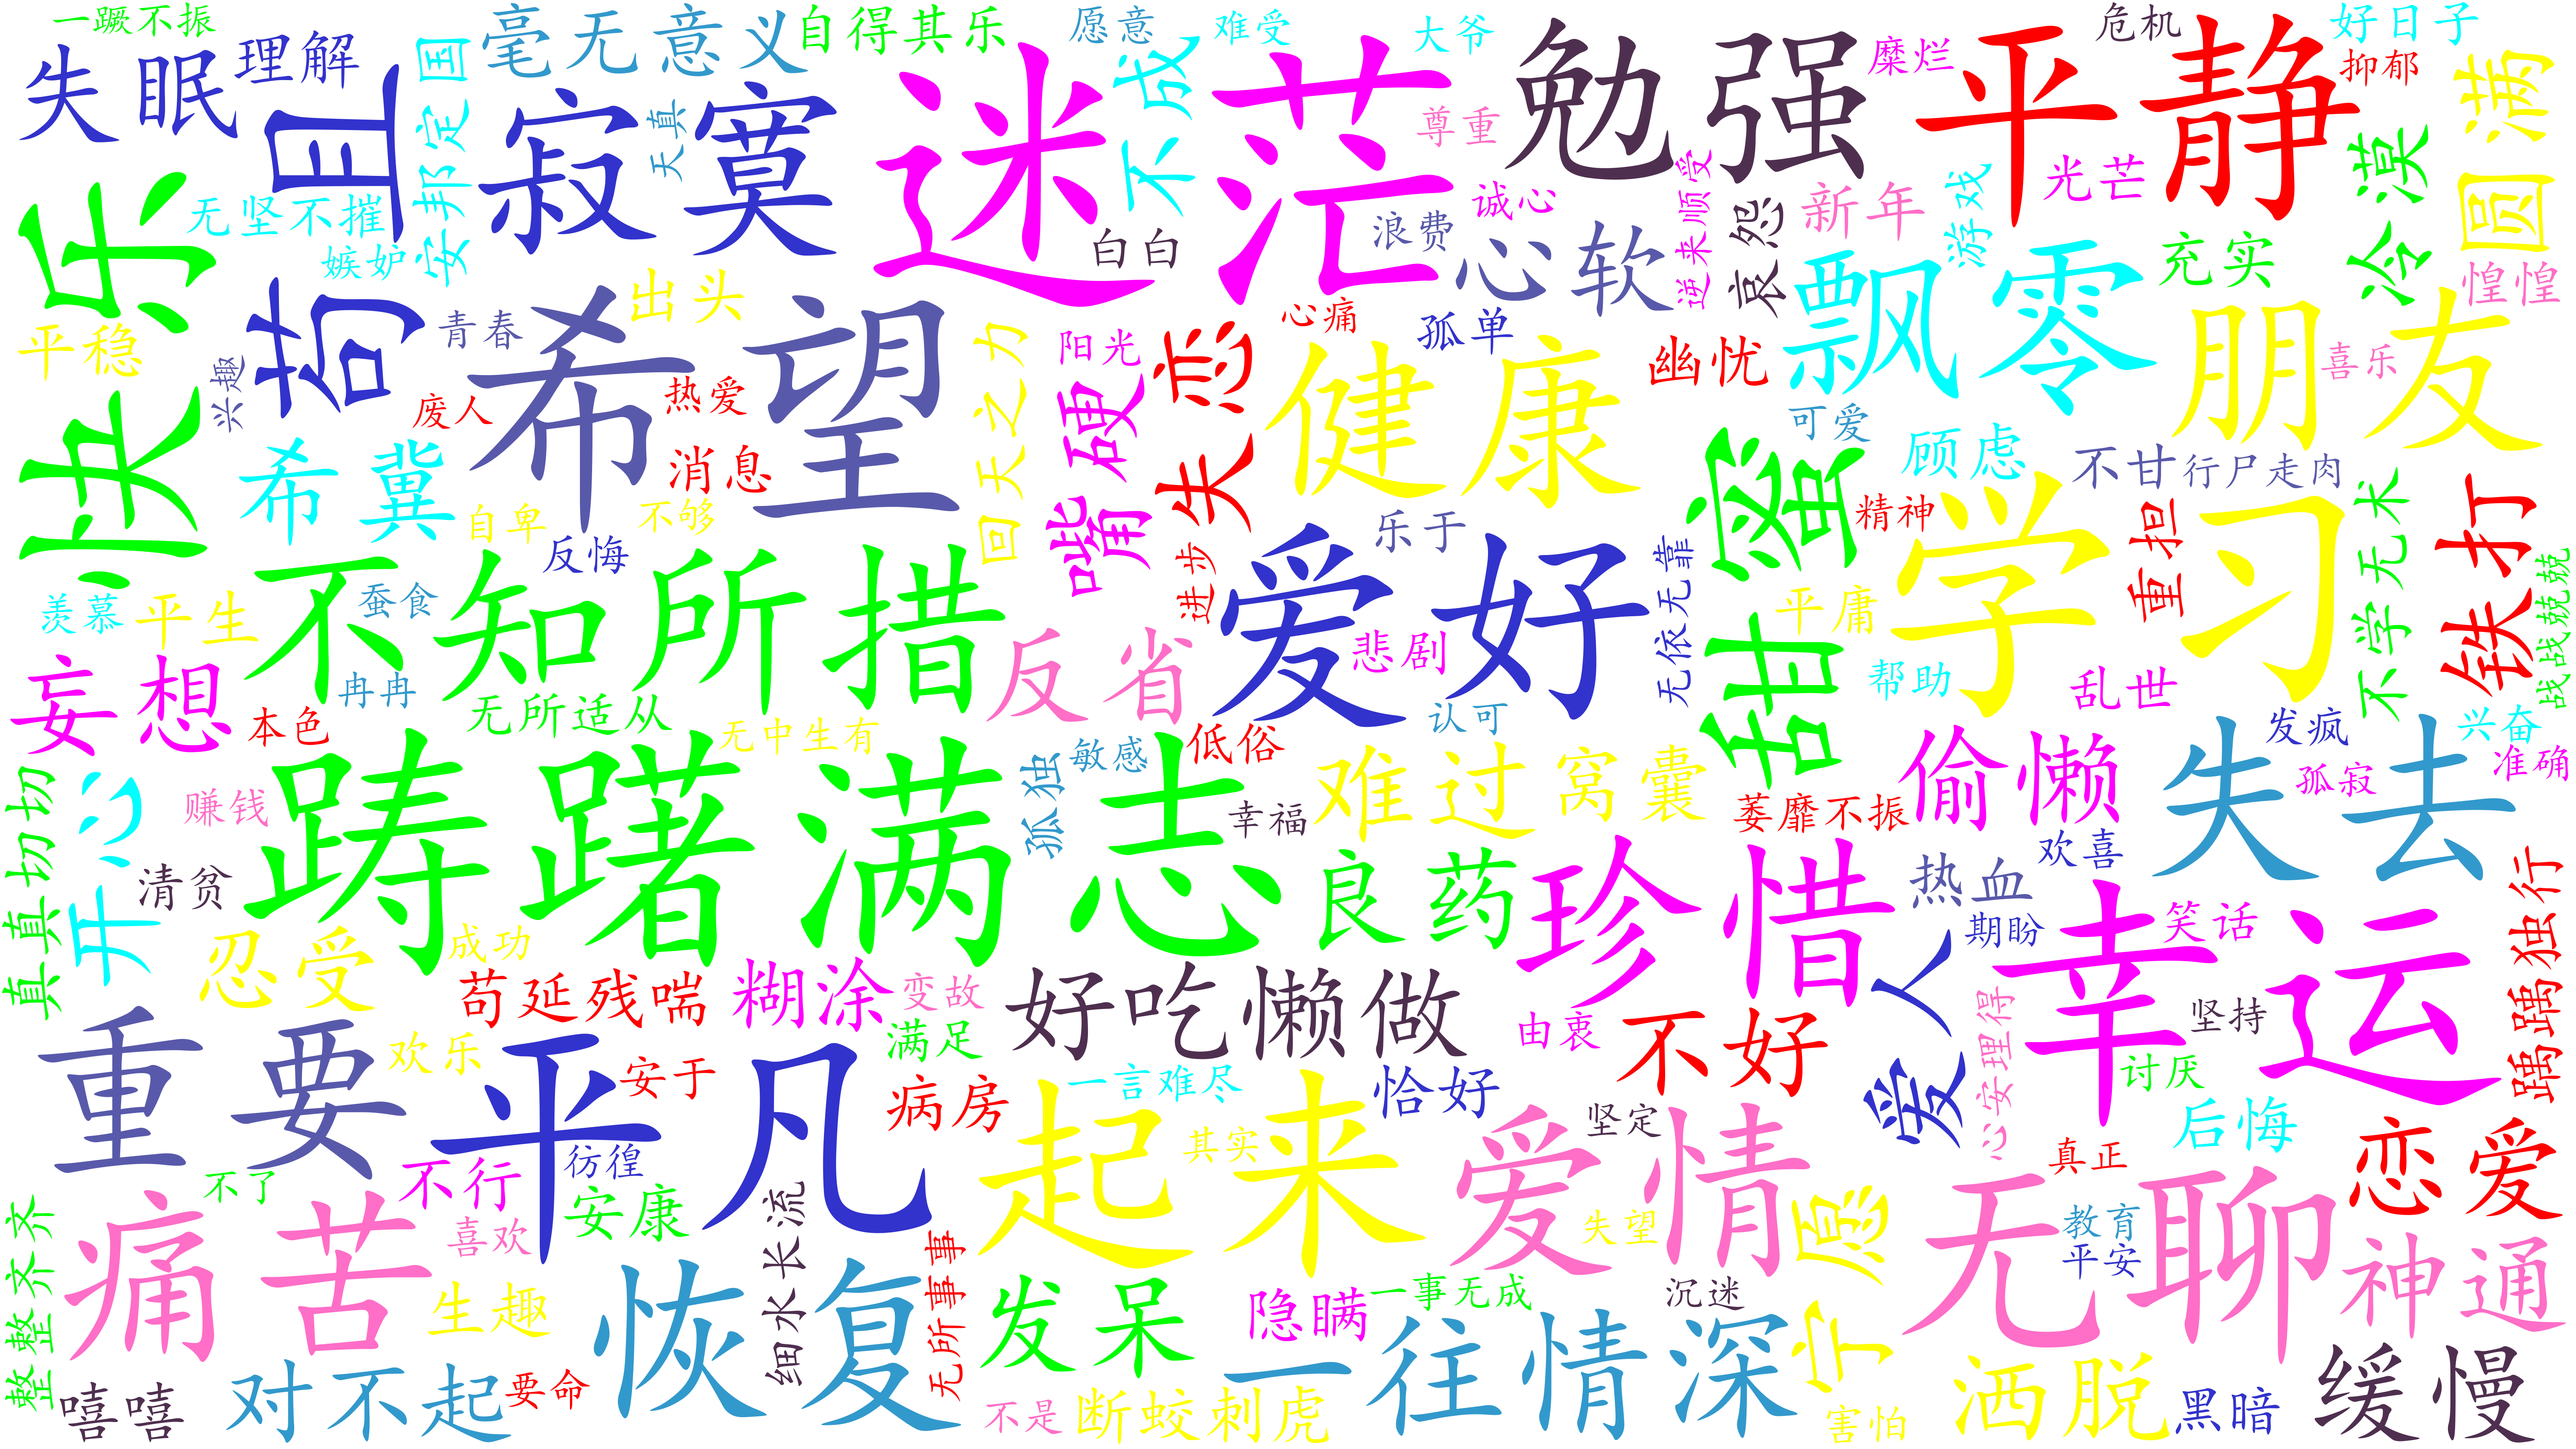 一蹶不振
失眠
理解
苟且
安邦定国
毫无意义
自得其乐
愿意
难受
大爷
不成
寂寞
天真
迷茫
勉强
尊重
糜烂
平静
危机
好日子
抑郁
圆满
快乐
无坚不摧
嫉妒
白白
浪费
诚心
心软
逆来顺受
哀怨
新年
游戏
光芒
冷漠
飘零
充实
惶惶
平稳
兴趣
青春
出头
希望
热爱
废人
消息
回天之力
阳光
嘴硬
失恋
心痛
孤单
健康
幽忧
可爱
朋友
喜乐
希冀
自卑
不够
反悔
进步
乐于
甜蜜
顾虑
精神
不甘
行尸走肉
学习
重担
不学无术
铁打
战战兢兢
羡慕
平生
蚕食
不知所措
反省
爱好
悲剧
无依无靠
平庸
帮助
妄想
冉冉
本色
无所适从
无中生有
敏感
低俗
认可
乱世
发疯
兴奋
准确
孤寂
真真切切
开心
赚钱
踌躇满志
孤独
幸福
难过
窝囊
萎靡不振
偷懒
失去
清贫
良药
珍惜
热血
欢喜
期盼
爱人
幸运
笑话
踽踽独行
忍受
成功
苟延残喘
糊涂
变故
满足
好吃懒做
由衷
不好
心安理得
坚持
讨厌
重要
欢乐
平凡
安于
病房
起来
一言难尽
恰好
坚定
爱情
后悔
恋爱
真正
不了
不行
彷徨
安康
细水长流
其实
失望
宁愿
无聊
教育
平安
神通
整整齐齐
痛苦
喜欢
生趣
恢复
无所事事
发呆
隐瞒
一事无成
沉迷
一往情深
嘻嘻
对不起
要命
不是
断蛟刺虎
害怕
洒脱
黑暗
缓慢